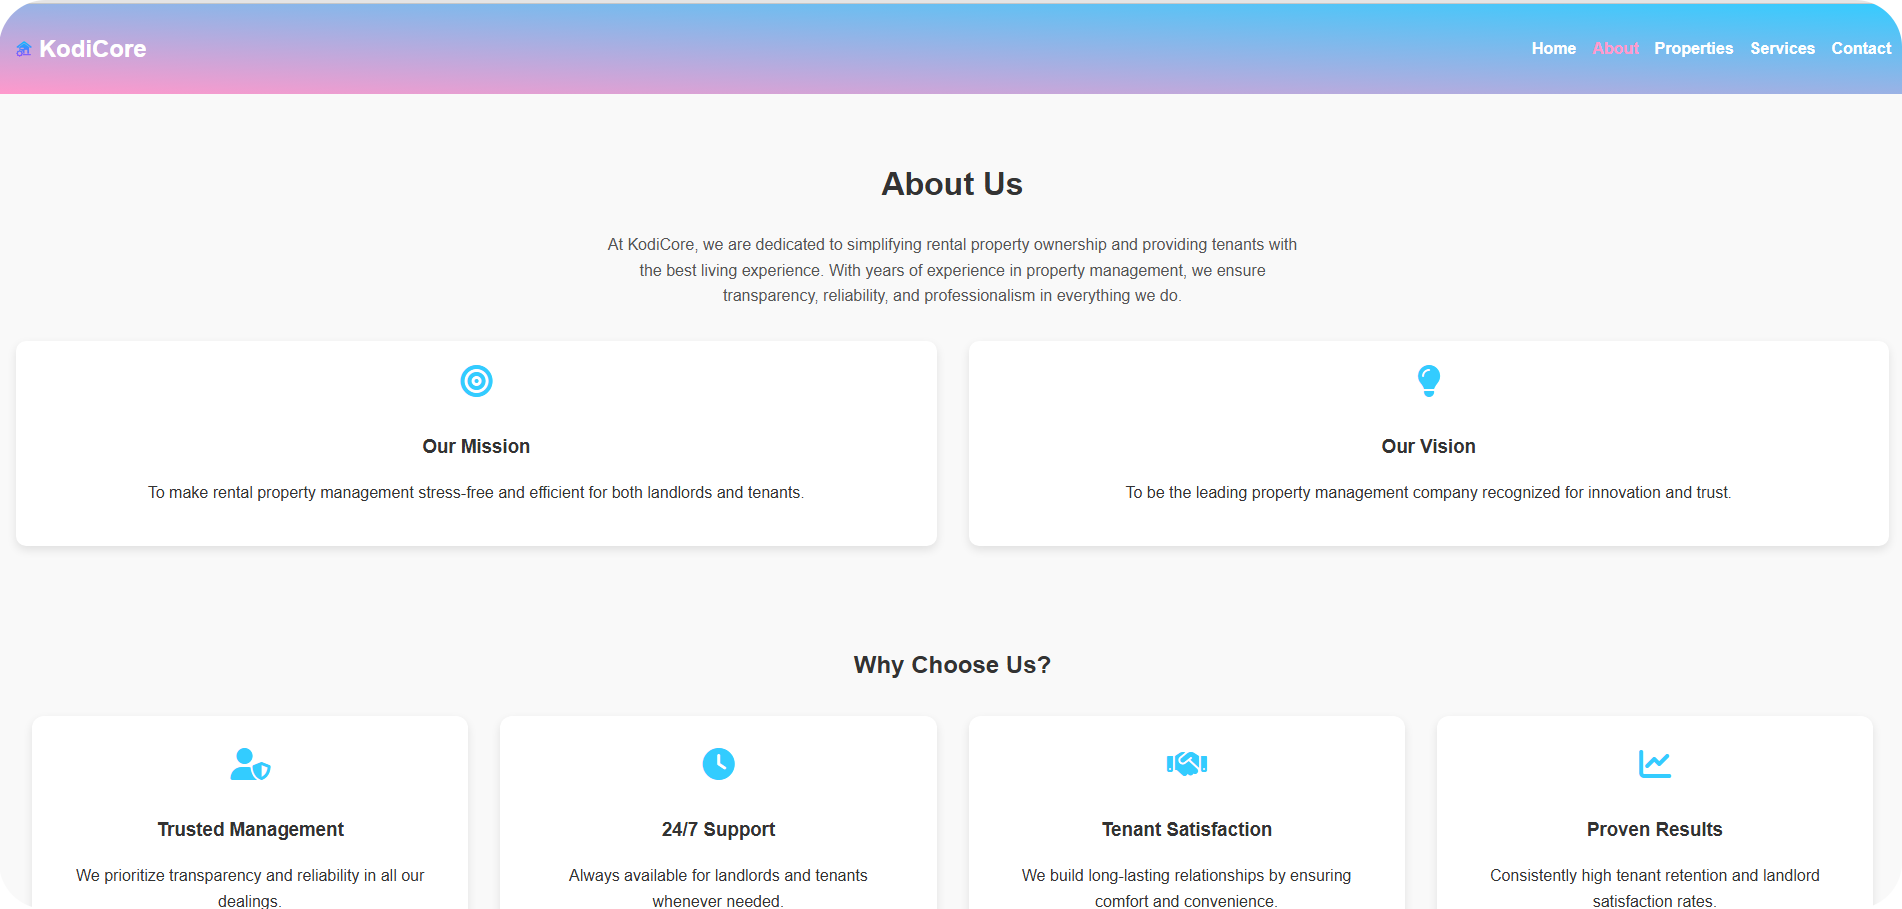 KodiCore
Home About Properties Services Contact
About Us
At KodiCore, we are dedicated to simplifying rental property ownership and providing tenants with
the best living experience. With years of experience in property management, we ensure
transparency, reliability, and professionalism in everything we do.
Our Mission
To make rental property management stress-free and efficient for both landlords and tenants.
Our Vision
To be the leading property management company recognized for innovation and trust.
Why Choose Us?
Trusted Management
We prioritize transparency and reliability in all our
dealings.
24/7 Support
Always available for landlords and tenants
whenever needed.
Tenant Satisfaction
We build long-lasting relationships by ensuring
comfort and convenience.
Proven Results
Consistently high tenant retention and landlord
satisfaction rates.